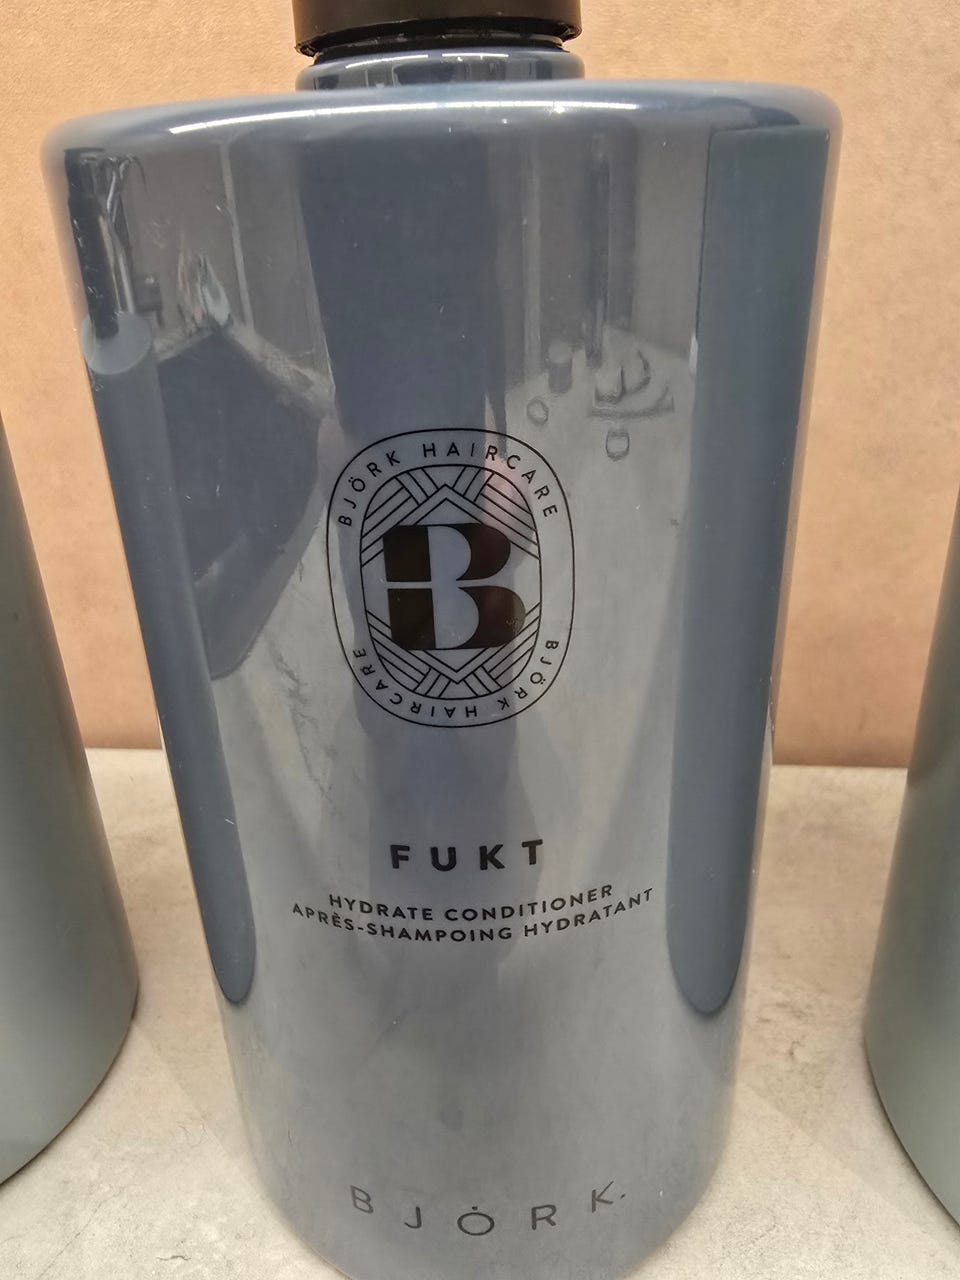 BJÖRK HAIRCARE
B
BJÖRK HAIRCARE
FUKT
HYDRATE CONDITIONER
APRÈS-SHAMPOING HYDRATANT
BJÖRK.